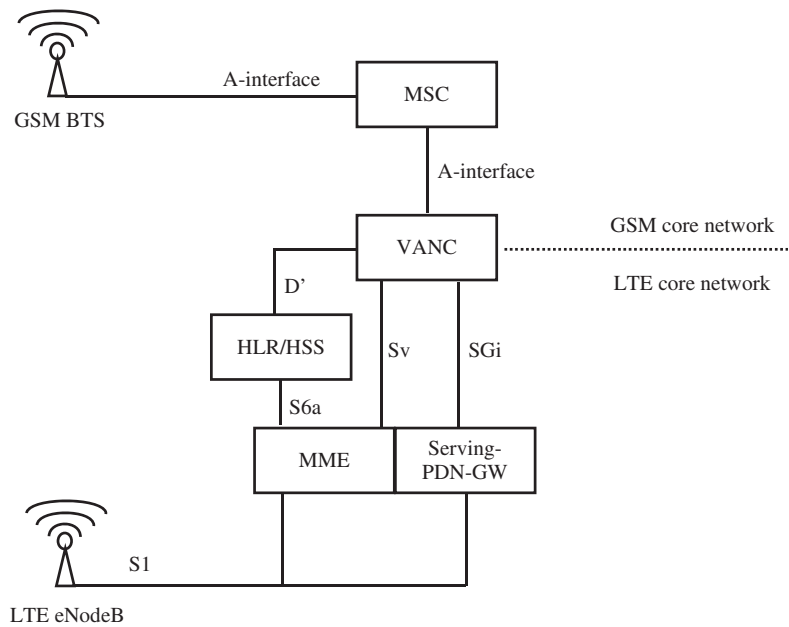 A-interface
MSC
GSM BTS
A-interface
GSM core network
VANC
LTE core network
D’
HLR/HSS
Sv
SGi
S6a
MME
Serving-
PDN-GW
S1
LTE eNodeB